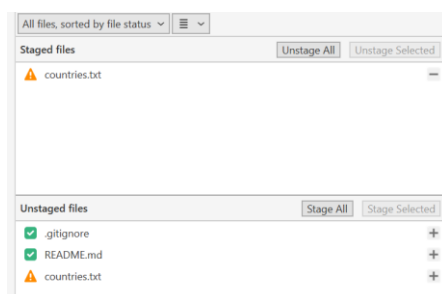 All files, sorted by file status
Staged files Unstage All Unstage Selected
countries.txt
Unstaged files Stage All Stage Selected
.gitignore
README.md
countries.txt